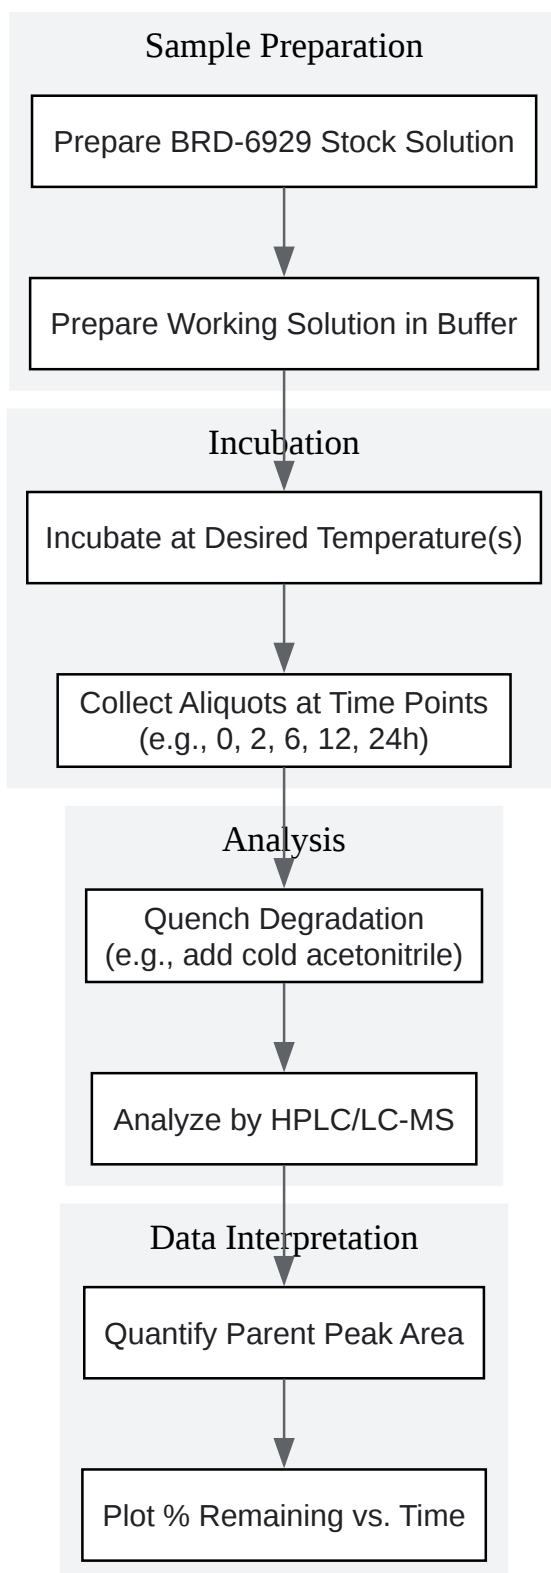 Sample Preparation
Prepare BRD-6929 Stock Solution
Prepare Working Solution in Buffer
Incubation
Incubate at Desired Temperature(s)
Collect Aliquots at Time Points
(e.g., 0, 2, 6, 12, 24h)
Analysis
Quench Degradation
(e.g., add cold acetonitrile)
Analyze by HPLC/LC-MS
Data Interpretation
Quantify Parent Peak Area
Plot % Remaining vs. Time